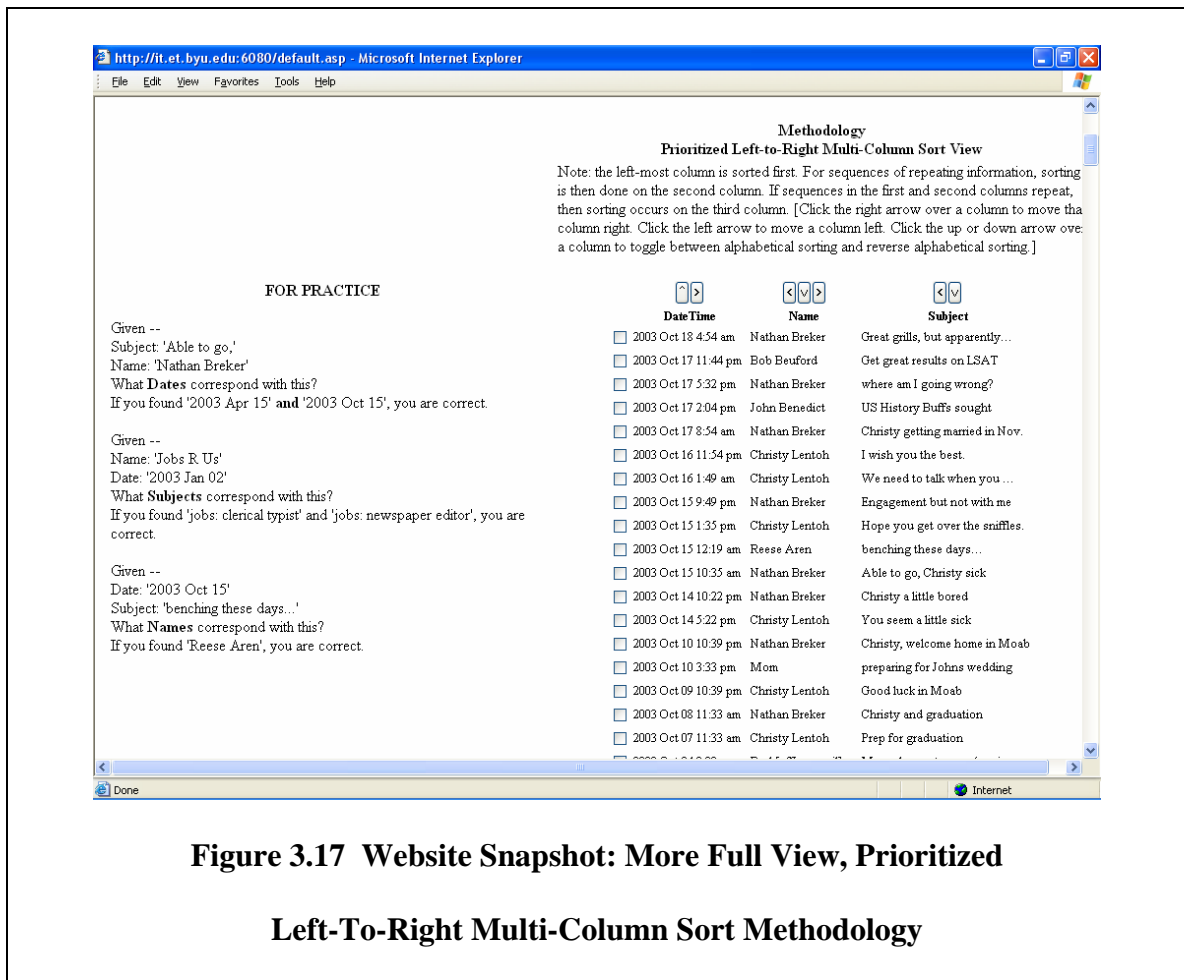 http://it.et.byu.edu:6080/default.asp - Microsoft Internet Explorer
File Edit View Favorites Tools Help
Methodology
Prioritized Left-to-Right Multi-Column Sort View
Note: the left-most column is sorted first. For sequences of repeating information, sorting
is then done on the second column. If sequences in the first and second columns repeat,
then sorting occurs on the third column. [Click the right arrow over a column to move tha
column right. Click the left arrow to move a column left. Click the up or down arrow ove
a column to toggle between alphabetical sorting and reverse alphabetical sorting.]
FOR PRACTICE
Given --
Subject: 'Able to go,'
Name: 'Nathan Breker'
What Dates correspond with this?
If you found '2003 Apr 15' and '2003 Oct 15', you are correct.
Given --
Name: 'Jobs R Us'
Date: '2003 Jan 02'
What Subjects correspond with this?
If you found 'jobs: clerical typist' and 'jobs: newspaper editor', you are
correct.
Given --
Date: '2003 Oct 15'
Subject: 'benching these days...'
What Names correspond with this?
If you found 'Reese Aren', you are correct.
^ > < v > < v
DateTime Name Subject
2003 Oct 18 4:54 am Nathan Breker Great grills, but apparently...
2003 Oct 17 11:44 pm Bob Beuford Get great results on LSAT
2003 Oct 17 5:32 pm Nathan Breker where am I going wrong?
2003 Oct 17 2:04 pm John Benedict US History Buffs sought
2003 Oct 17 8:54 am Nathan Breker Christy getting married in Nov.
2003 Oct 16 11:54 pm Christy Lentoh I wish you the best.
2003 Oct 16 1:49 am Christy Lentoh We need to talk when you ...
2003 Oct 15 9:49 pm Nathan Breker Engagement but not with me
2003 Oct 15 1:35 pm Christy Lentoh Hope you get over the sniffles.
2003 Oct 15 12:19 am Reese Aren benching these days...
2003 Oct 15 10:35 am Nathan Breker Able to go, Christy sick
2003 Oct 14 10:22 pm Nathan Breker Christy a little bored
2003 Oct 14 5:22 pm Christy Lentoh You seem a little sick
2003 Oct 10 10:39 pm Nathan Breker Christy, welcome home in Moab
2003 Oct 10 3:33 pm Mom preparing for Johns wedding
2003 Oct 09 10:39 pm Christy Lentoh Good luck in Moab
2003 Oct 08 11:33 am Nathan Breker Christy and graduation
2003 Oct 07 11:33 am Christy Lentoh Prep for graduation
Done Internet
Figure 3.17 Website Snapshot: More Full View, Prioritized
Left-To-Right Multi-Column Sort Methodology